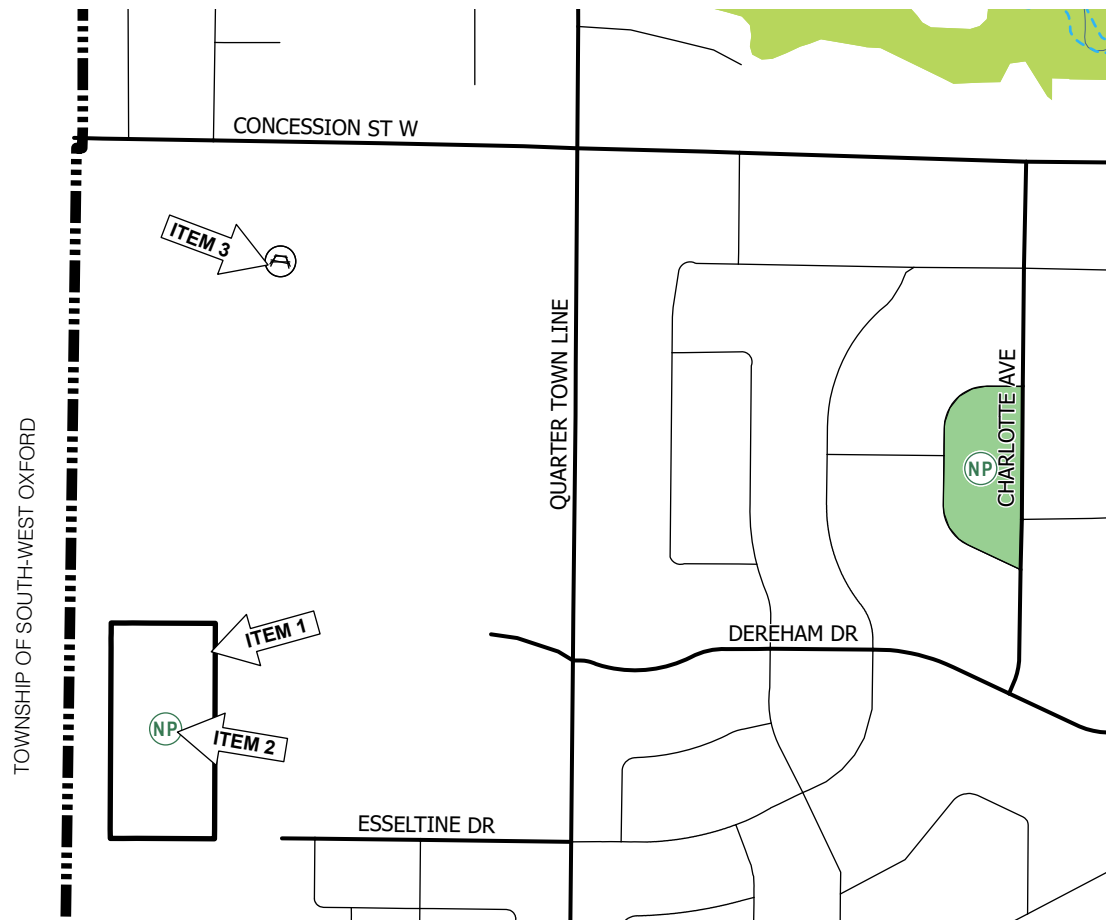 CONCESSION ST W
ITEM 3
QUARTER TOWN LINE
CHARLOTTE AVE
NP
TOWNSHIP OF SOUTH-WEST OXFORD
ITEM 1
DEREHAM DR
NP
ITEM 2
ESSELTINE DR